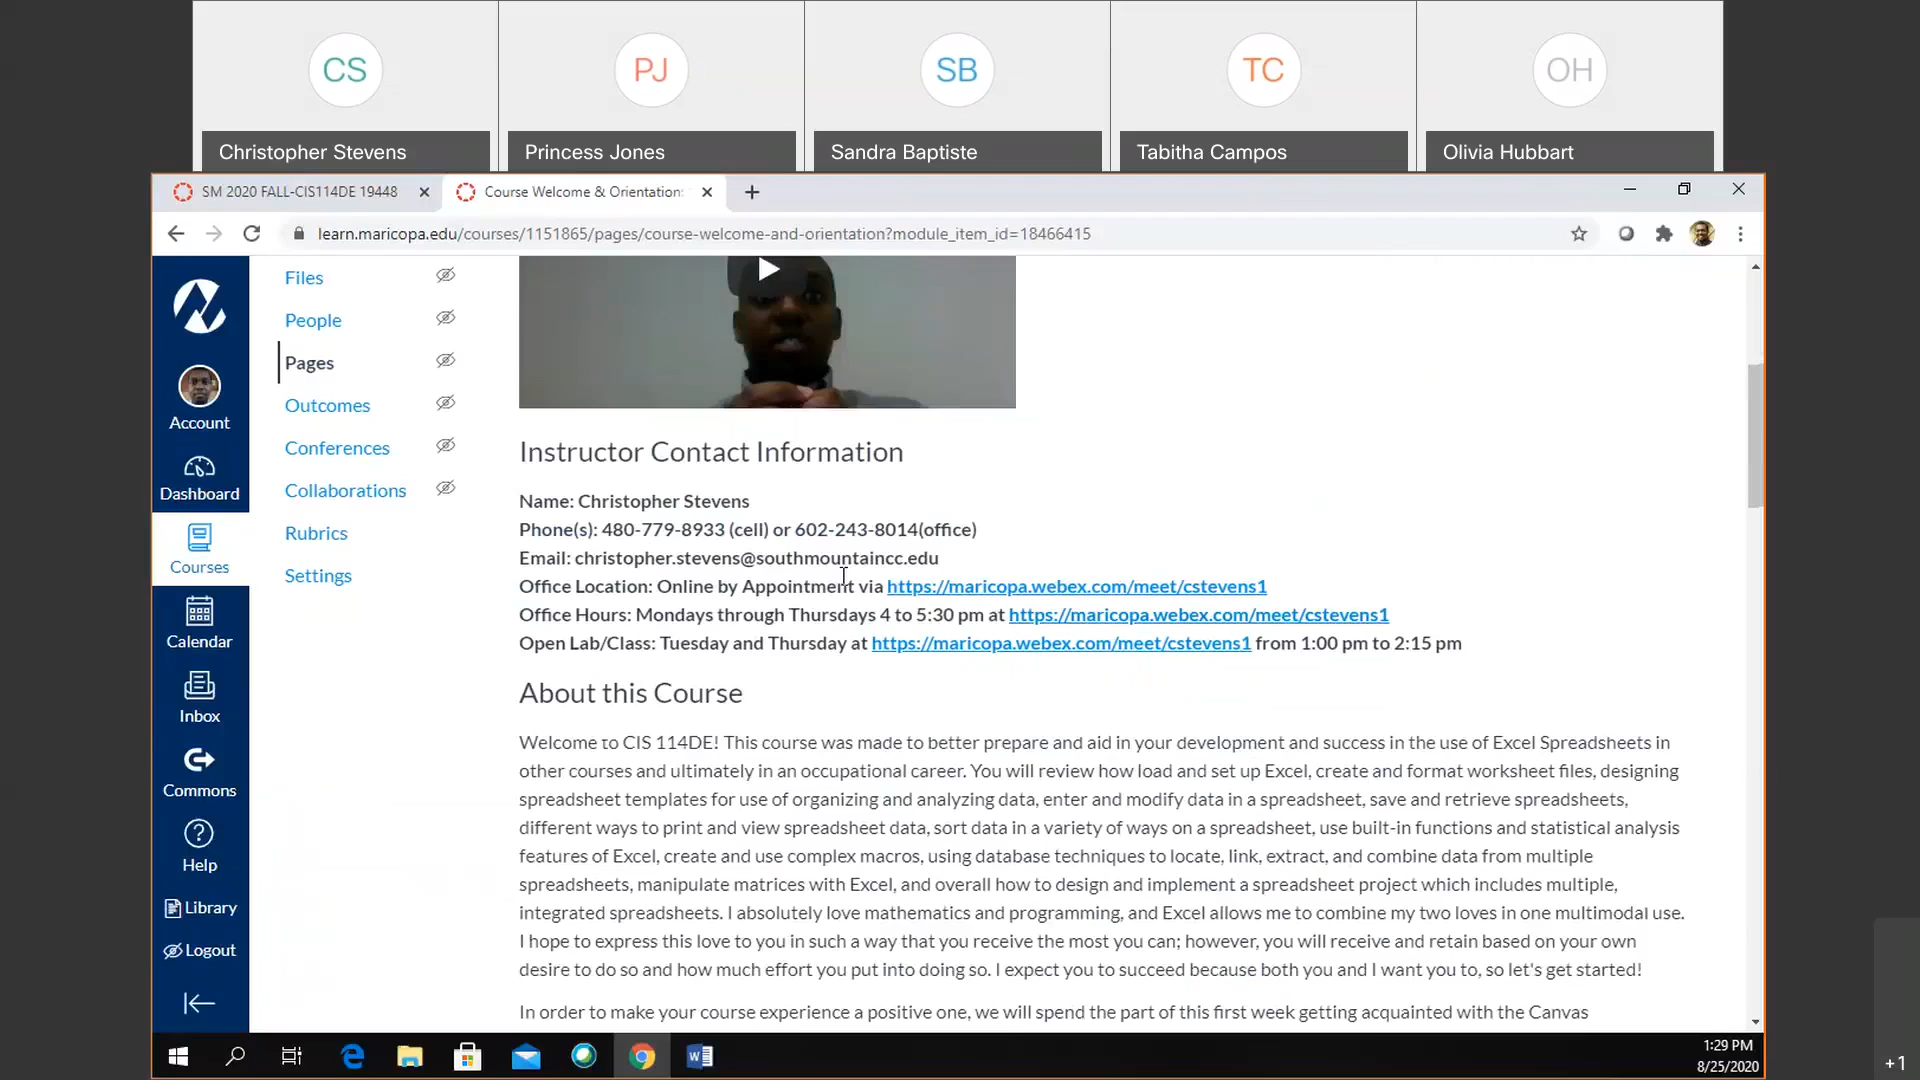 CS
PJ
SB
TC
OH
Christopher Stevens
Princess Jones
Sandra Baptiste
Tabitha Campos
Olivia Hubbart
SM 2020 FALL-CIS114DE 19448
Course Welcome & Orientation:
learn.maricopa.edu/courses/1151865/pages/course-welcome-and-orientation?module_item_id=18466415
Account
Dashboard
Courses
Calendar
Inbox
Commons
Help
Library
Logout
Files
People
Pages
Outcomes
Conferences
Collaborations
Rubrics
Settings
Instructor Contact Information
Name: Christopher Stevens
Phone(s): 480-779-8933 (cell) or 602-243-8014(office)
Email: christopher.stevens@southmountaincc.edu
Office Location: Online by Appointment via https://maricopa.webex.com/meet/cstevens1
Office Hours: Mondays through Thursdays 4 to 5:30 pm at https://maricopa.webex.com/meet/cstevens1
Open Lab/Class: Tuesday and Thursday at https://maricopa.webex.com/meet/cstevens1 from 1:00 pm to 2:15 pm
About this Course
Welcome to CIS 114DE! This course was made to better prepare and aid in your development and success in the use of Excel Spreadsheets in
other courses and ultimately in an occupational career. You will review how load and set up Excel, create and format worksheet files, designing
spreadsheet templates for use of organizing and analyzing data, enter and modify data in a spreadsheet, save and retrieve spreadsheets,
different ways to print and view spreadsheet data, sort data in a variety of ways on a spreadsheet, use built-in functions and statistical analysis
features of Excel, create and use complex macros, using database techniques to locate, link, extract, and combine data from multiple
spreadsheets, manipulate matrices with Excel, and overall how to design and implement a spreadsheet project which includes multiple,
integrated spreadsheets. I absolutely love mathematics and programming, and Excel allows me to combine my two loves in one multimodal use.
I hope to express this love to you in such a way that you receive the most you can; however, you will receive and retain based on your own
desire to do so and how much effort you put into doing so. I expect you to succeed because both you and I want you to, so let's get started!
In order to make your course experience a positive one, we will spend the part of this first week getting acquainted with the Canvas
1:29 PM
8/25/2020
+1